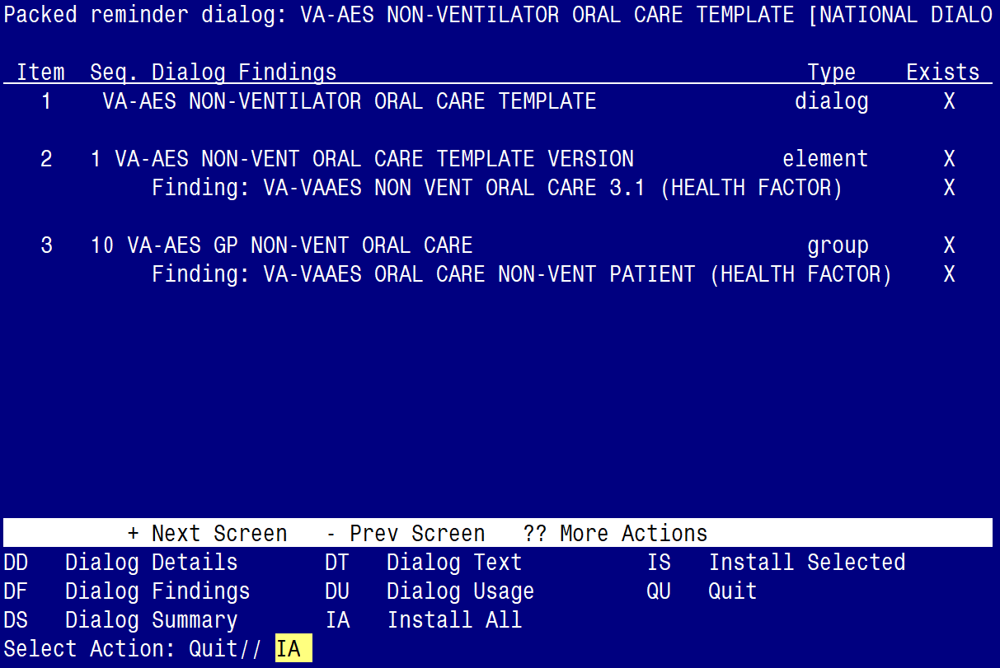 Packed reminder dialog: VA-AES NON-VENTILATOR ORAL CARE TEMPLATE [NATIONAL DIALO
Item Seq. Dialog Findings Type Exists
1 VA-AES NON-VENTILATOR ORAL CARE TEMPLATE dialog X
2 1 VA-AES NON-VENT ORAL CARE TEMPLATE VERSION element X
Finding: VA-VAAES NON VENT ORAL CARE 3.1 (HEALTH FACTOR) X
3 10 VA-AES GP NON-VENT ORAL CARE group X
Finding: VA-VAAES ORAL CARE NON-VENT PATIENT (HEALTH FACTOR) X
+ Next Screen - Prev Screen ?? More Actions
DD Dialog Details DT Dialog Text IS Install Selected
DF Dialog Findings DU Dialog Usage QU Quit
DS Dialog Summary IA Install All
Select Action: Quit// IA